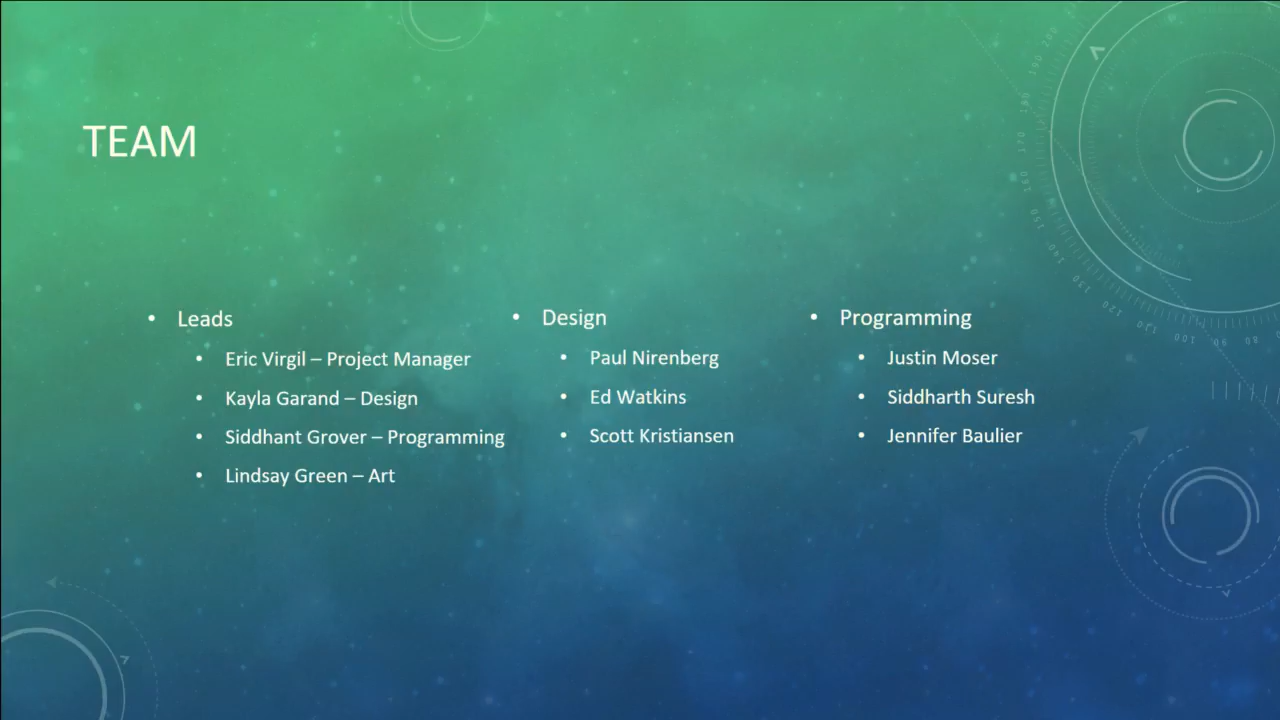 TEAM
• Leads
• Eric Virgil – Project Manager
• Kayla Garand – Design
• Siddhant Grover – Programming
• Lindsay Green – Art
• Design
• Paul Nirenberg
• Ed Watkins
• Scott Kristiansen
• Programming
• Justin Moser
• Siddharth Suresh
• Jennifer Baulier